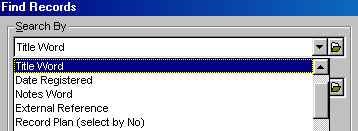 Find Records
Search By
Title Word
Title Word
Date Registered
Notes Word
External Reference
Record Plan (select by No)